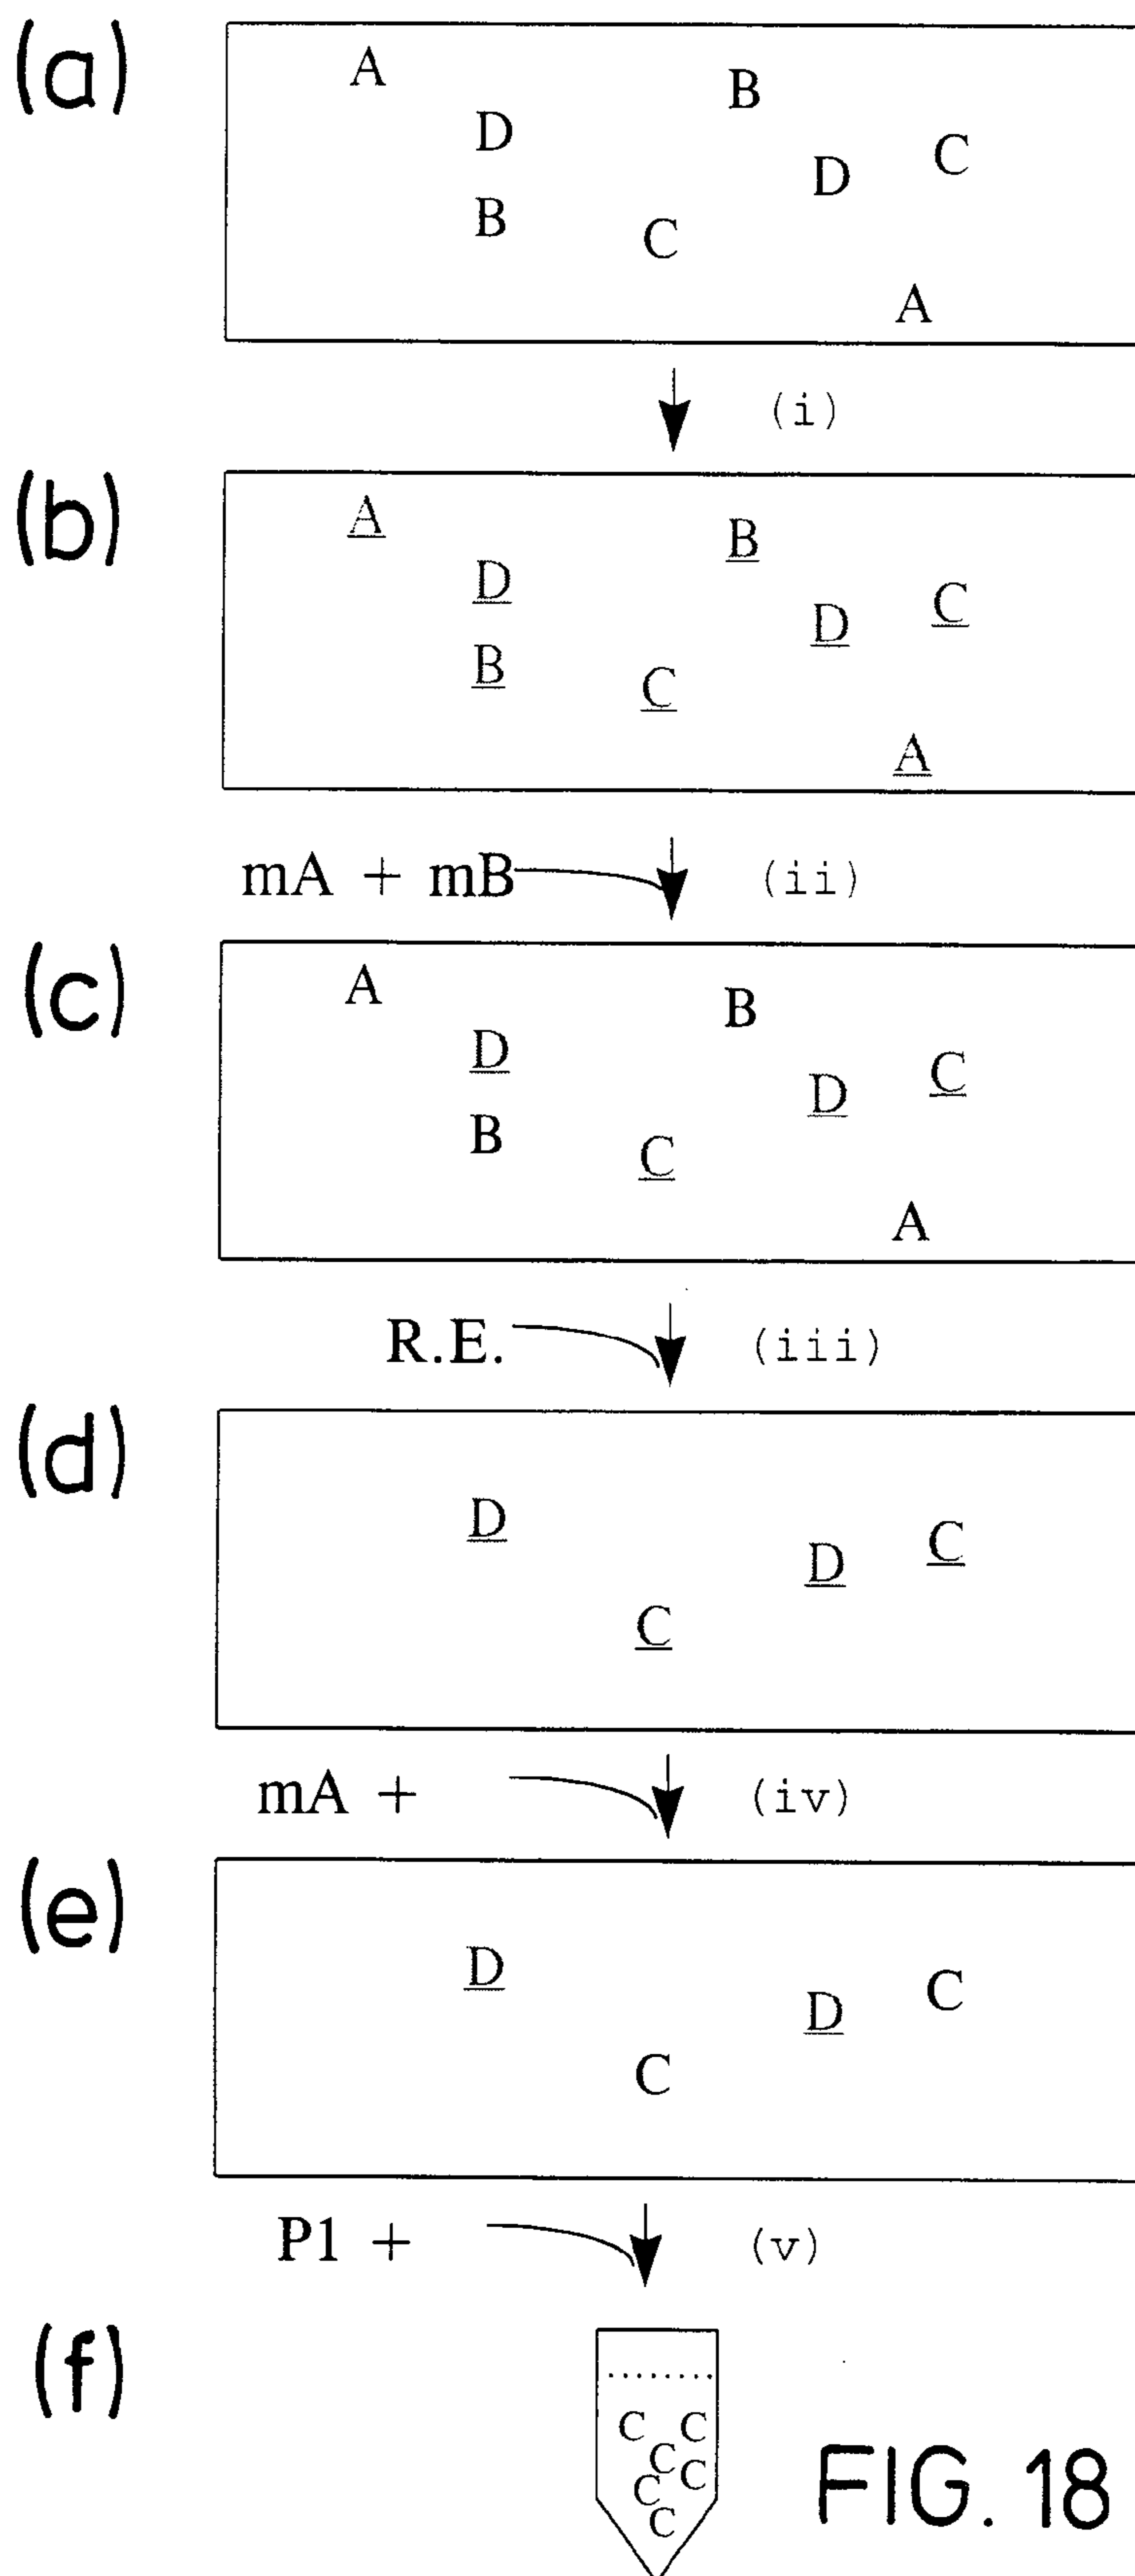 (a)
A
B
D
C
D
B
C
A
(i)
(b)
A
B
D
C
D
B
C
A
mA + mB (ii)
(c)
A
B
D
C
D
B
C
A
R.E. (iii)
(d)
D
C
D
C
mA + (iv)
(e)
D
C
D
C
P1 + (v)
(f)
C C
C
C
C
C
FIG. 18